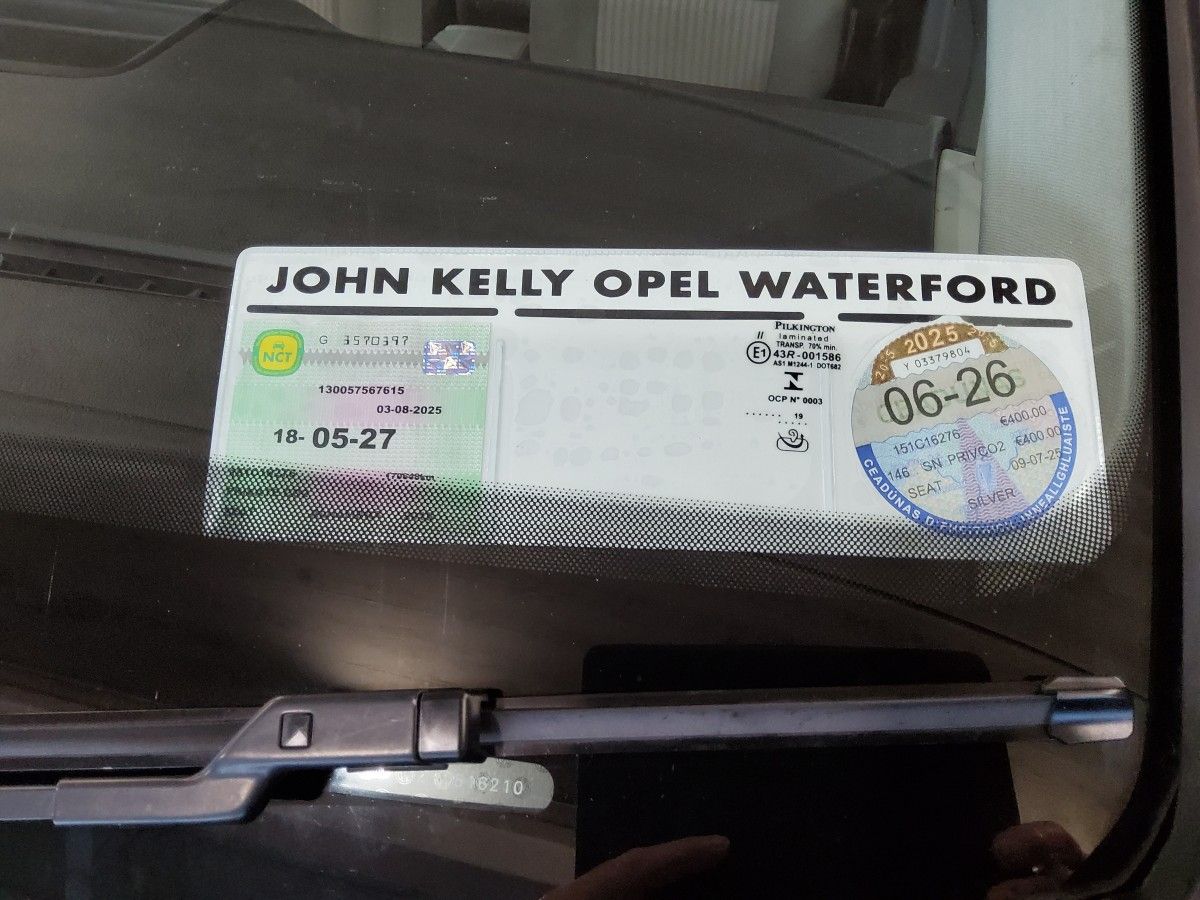 JOHN KELLY OPEL WATERFORD
NCT
G 3570397
130057567615
03-08-2025
18- 05-27
PILKINGTON
// laminated
TRANSP. 70% min.
E1 43R-001586
AS1 M1244-1 DOT682
OCP N° 0003
...... 19
.....
2025
Y 03379804
06-26
151C16276 €400.00
146 SN PRIVCO2 €400.00
SEAT 09-07-25
SILVER
CEADÚNAS